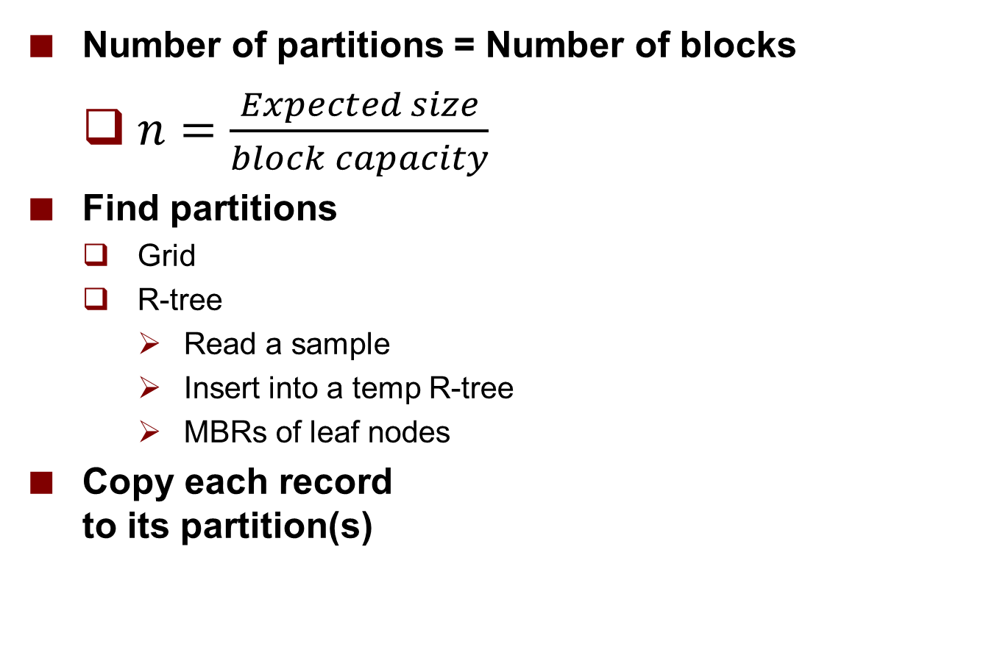 ■ Number of partitions = Number of blocks
❑ n = Expected size / block capacity
■ Find partitions
❑ Grid
❑ R-tree
➢ Read a sample
➢ Insert into a temp R-tree
➢ MBRs of leaf nodes
■ Copy each record
to its partition(s)